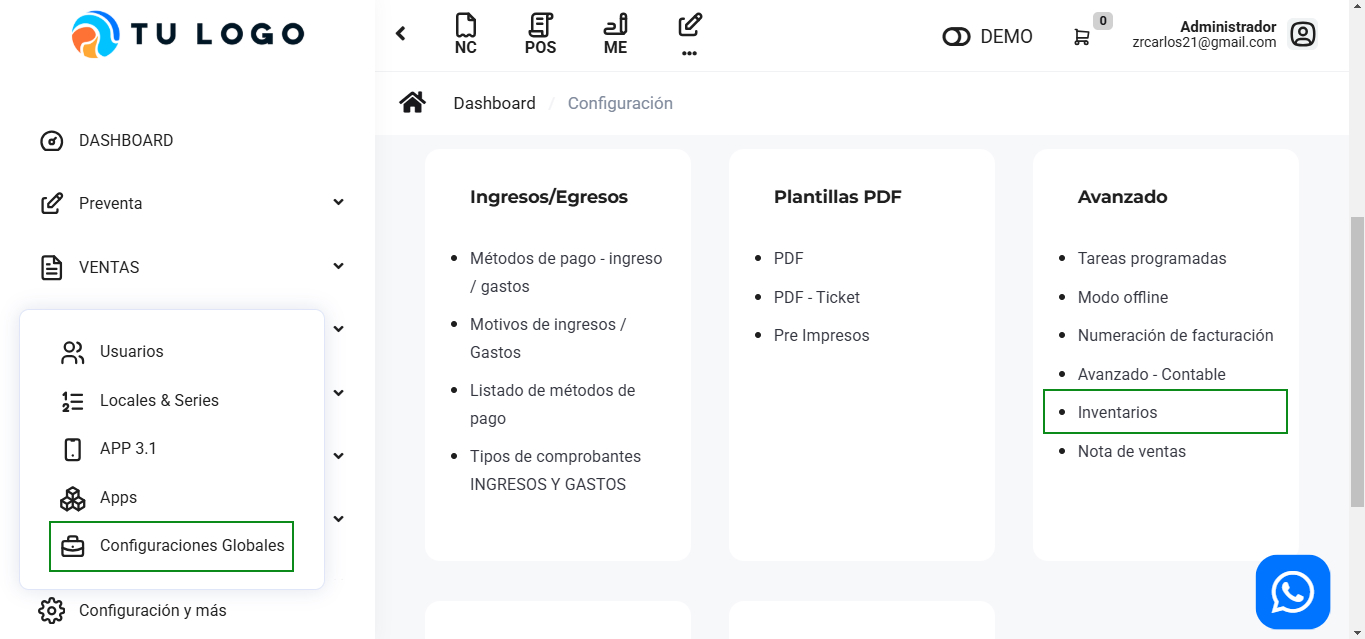 TU LOGO
DASHBOARD
Preventa
VENTAS
Usuarios
Locales & Series
APP 3.1
Apps
Configuraciones Globales
Configuración y más
NC
POS
ME
...
DEMO
0
Administrador
zrcarlos21@gmail.com
Dashboard / Configuración
Ingresos/Egresos
• Métodos de pago - ingreso
/ gastos
• Motivos de ingresos /
Gastos
• Listado de métodos de
pago
• Tipos de comprobantes
INGRESOS Y GASTOS
Plantillas PDF
• PDF
• PDF - Ticket
• Pre Impresos
Avanzado
• Tareas programadas
• Modo offline
• Numeración de facturación
• Avanzado - Contable
• Inventarios
• Nota de ventas